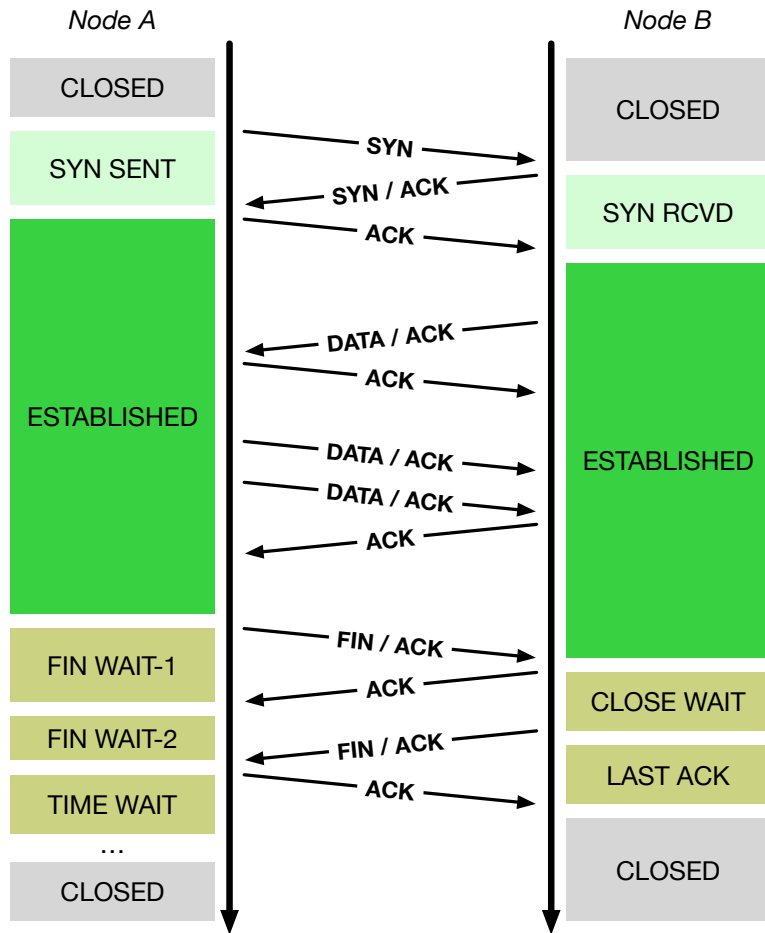 Node A
Node B
CLOSED
CLOSED
SYN
SYN SENT
SYN / ACK
SYN RCVD
ACK
DATA / ACK
ACK
ESTABLISHED
DATA / ACK
ESTABLISHED
DATA / ACK
ACK
FIN / ACK
FIN WAIT-1
ACK
CLOSE WAIT
FIN WAIT-2
FIN / ACK
LAST ACK
ACK
TIME WAIT
...
CLOSED
CLOSED